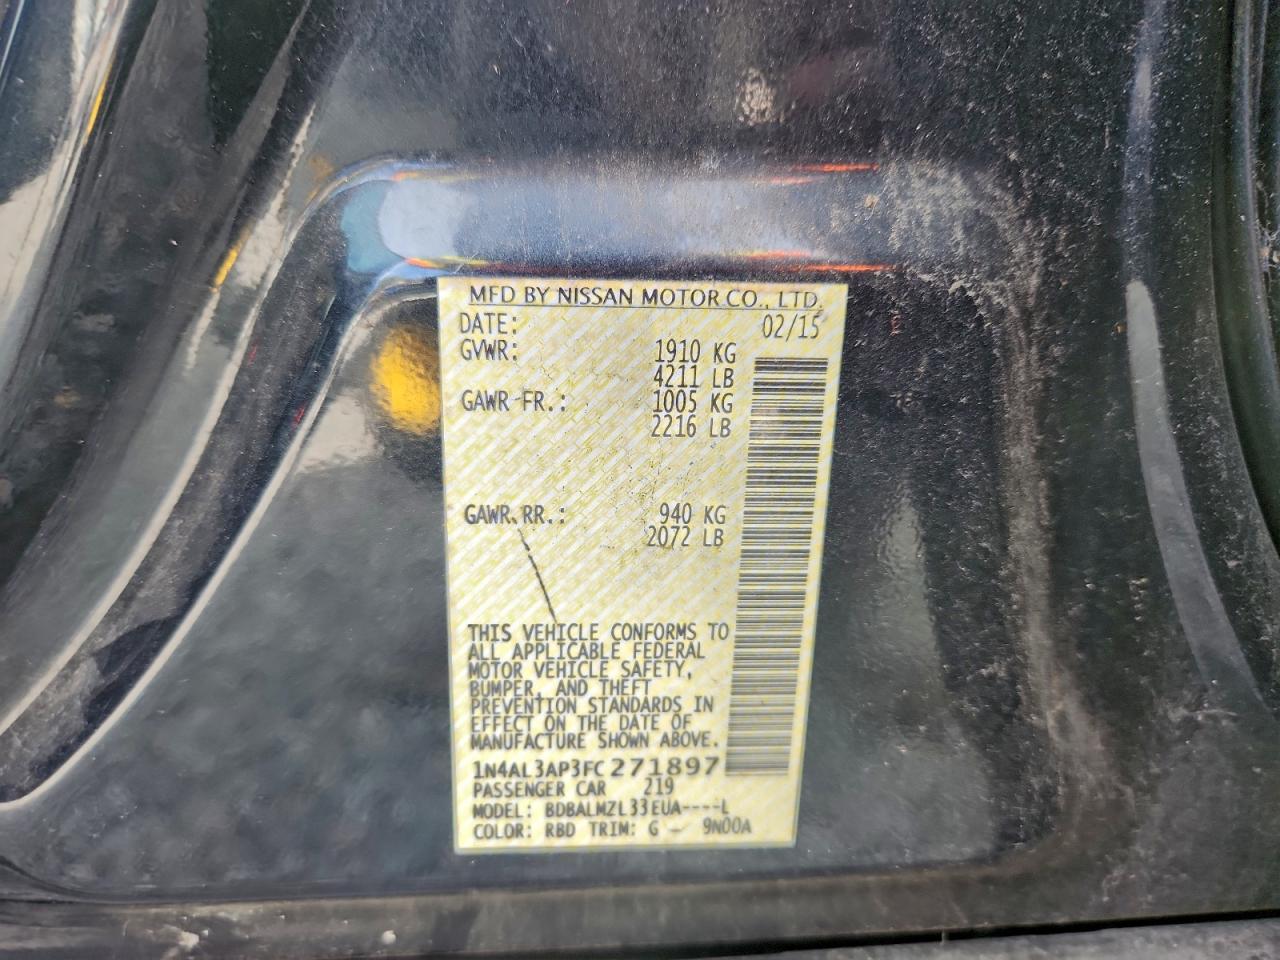 MFD BY NISSAN MOTOR CO., LTD.
DATE: 02/15
GVWR: 1910 KG
4211 LB
GAWR FR.: 1005 KG
2216 LB
GAWR RR.: 940 KG
2072 LB
THIS VEHICLE CONFORMS TO
ALL APPLICABLE FEDERAL
MOTOR VEHICLE SAFETY,
BUMPER, AND THEFT
PREVENTION STANDARDS IN
EFFECT ON THE DATE OF
MANUFACTURE SHOWN ABOVE.
1N4AL3AP3FC271897
PASSENGER CAR 219
MODEL: BDBALMZL33EUA----L
COLOR: RBD TRIM: G 9N00A